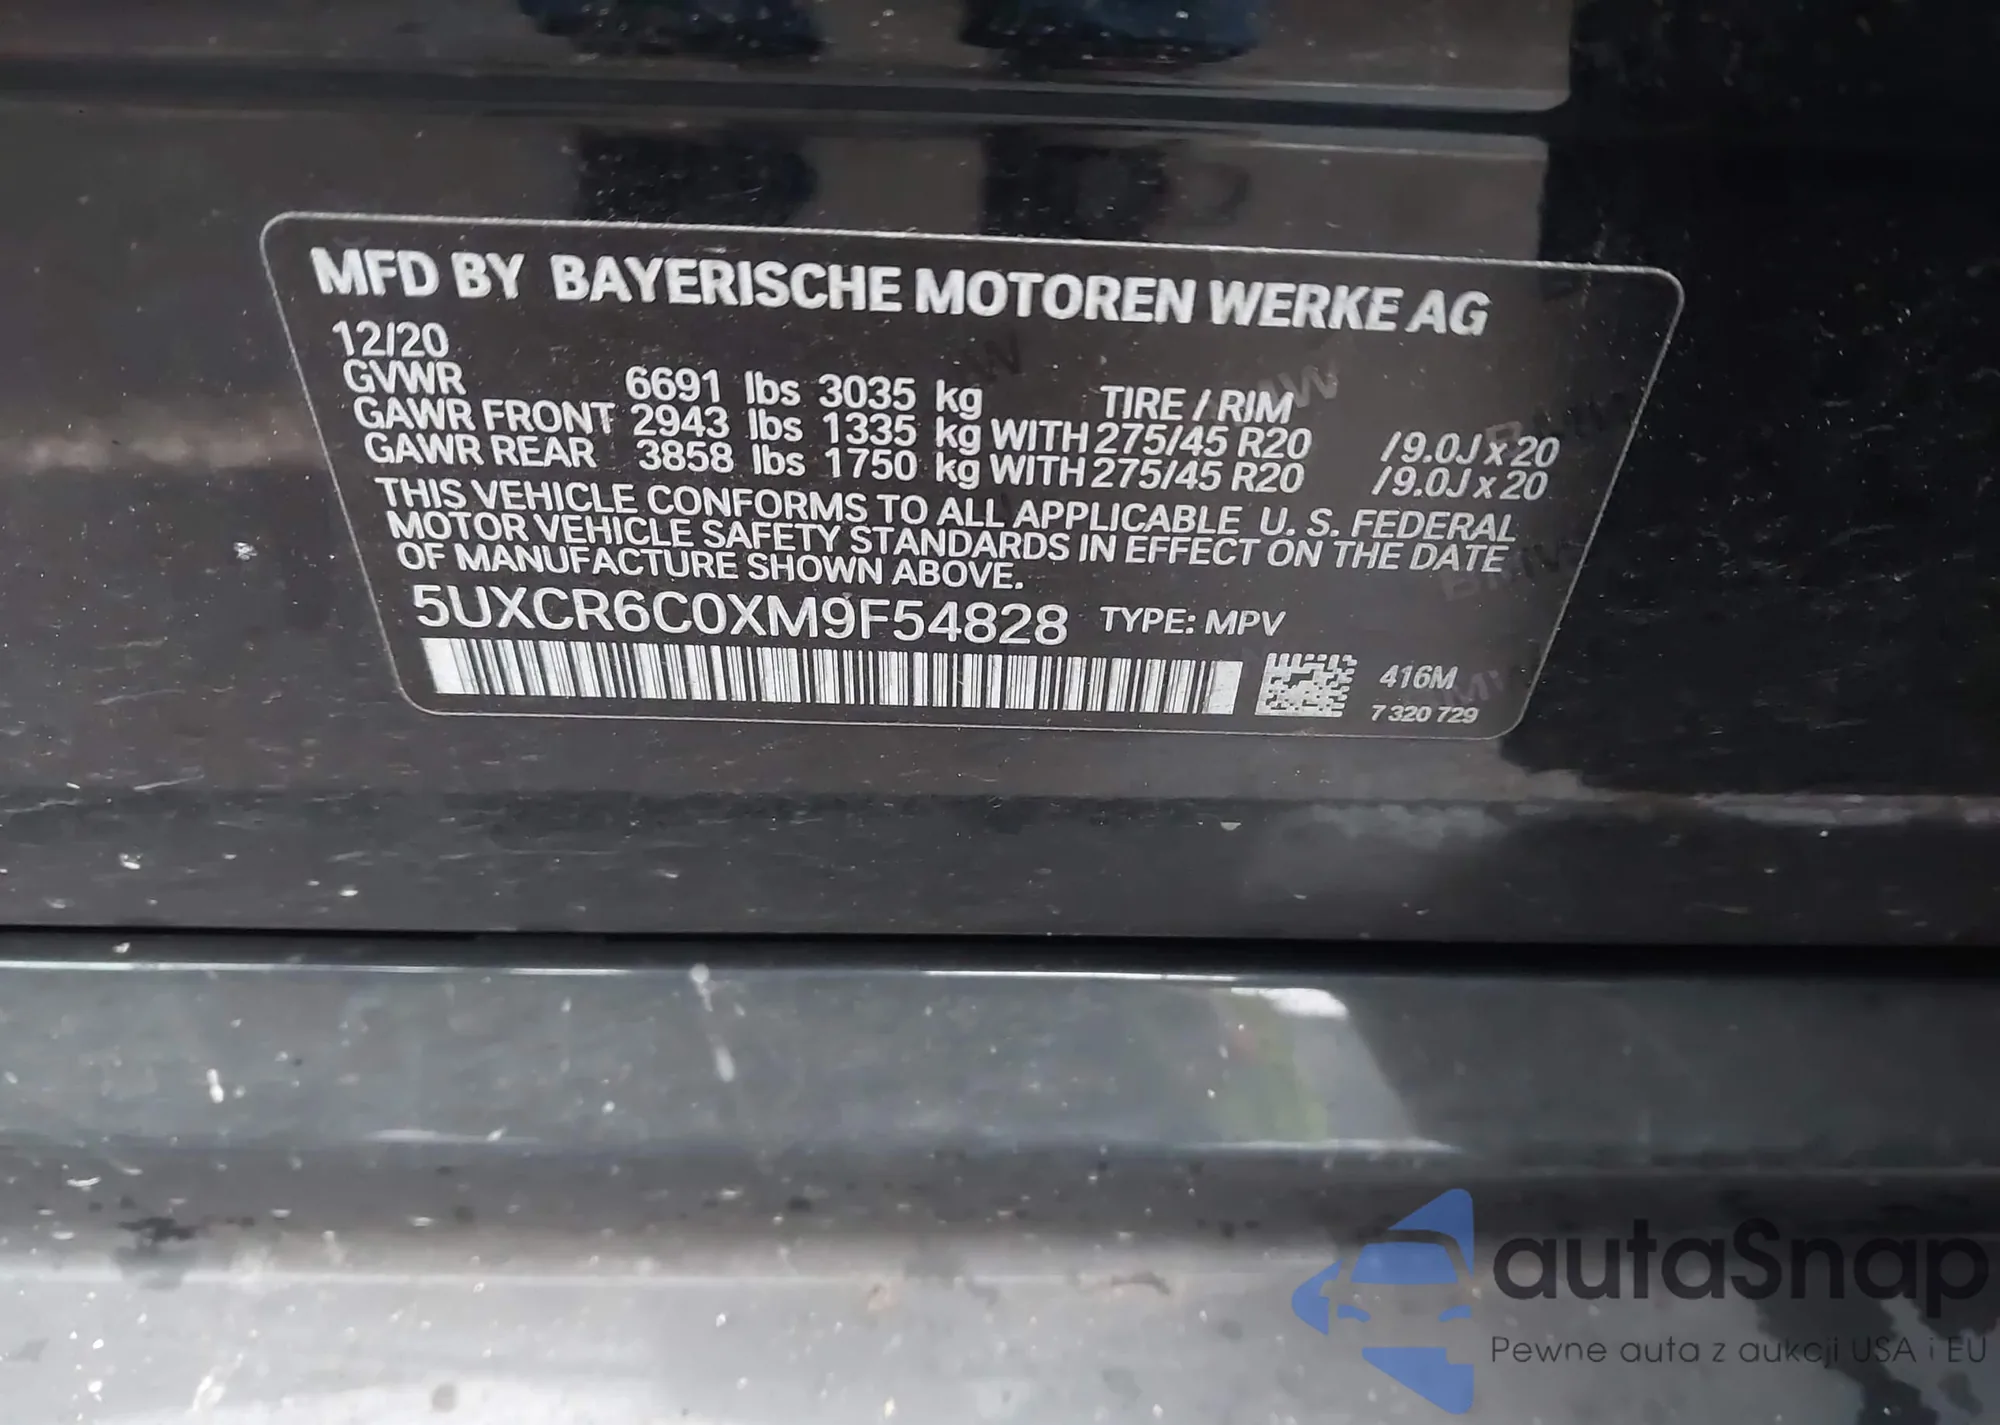 MFD BY BAYERISCHE MOTOREN WERKE AG
12/20
GVWR 6691 lbs 3035 kg TIRE / RIM
GAWR FRONT 2943 lbs 1335 kg WITH 275/45 R20 /9.0J x 20
GAWR REAR 3858 lbs 1750 kg WITH 275/45 R20 /9.0J x 20
THIS VEHICLE CONFORMS TO ALL APPLICABLE U. S. FEDERAL
MOTOR VEHICLE SAFETY STANDARDS IN EFFECT ON THE DATE
OF MANUFACTURE SHOWN ABOVE.
5UXCR6C0XM9F54828 TYPE: MPV
416M
7 320 729
autaSnap
Pewne auta z aukcji USA i EU